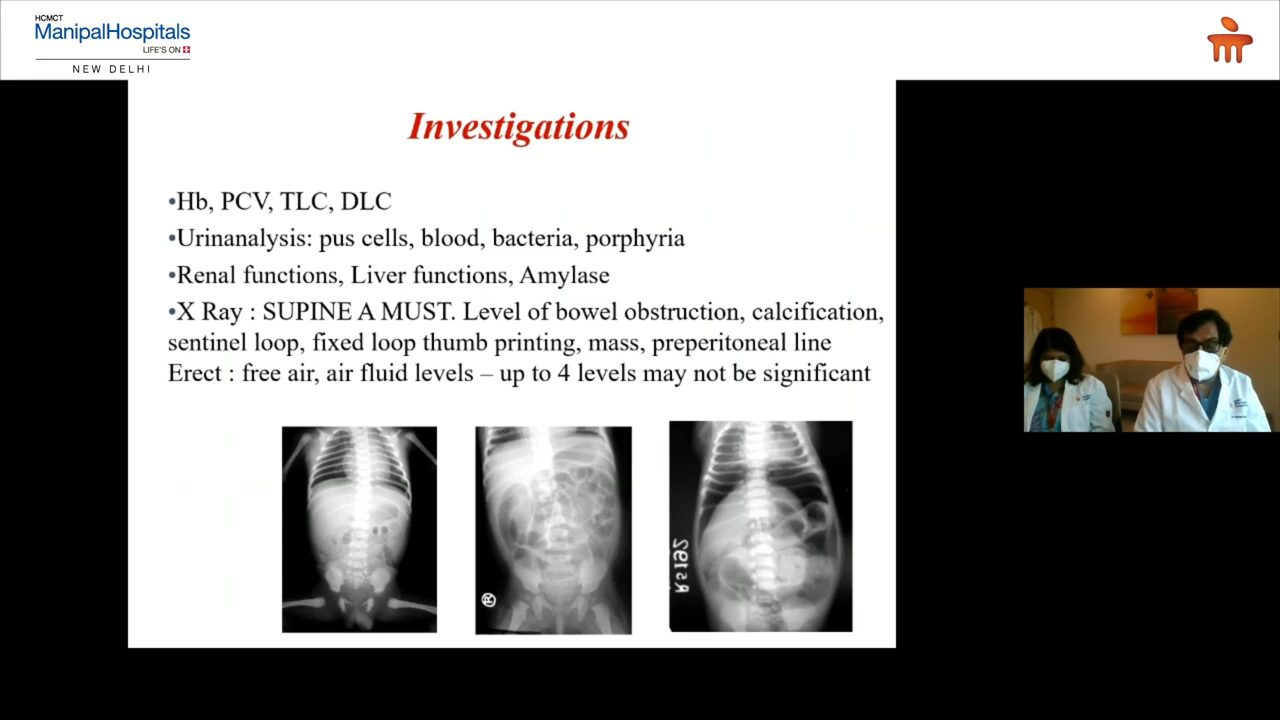 HCMCT
ManipalHospitals
LIFE'S ON
NEW DELHI
Investigations
•Hb, PCV, TLC, DLC
•Urinanalysis: pus cells, blood, bacteria, porphyria
•Renal functions, Liver functions, Amylase
•X Ray : SUPINE A MUST. Level of bowel obstruction, calcification,
sentinel loop, fixed loop thumb printing, mass, preperitoneal line
Erect : free air, air fluid levels – up to 4 levels may not be significant
R